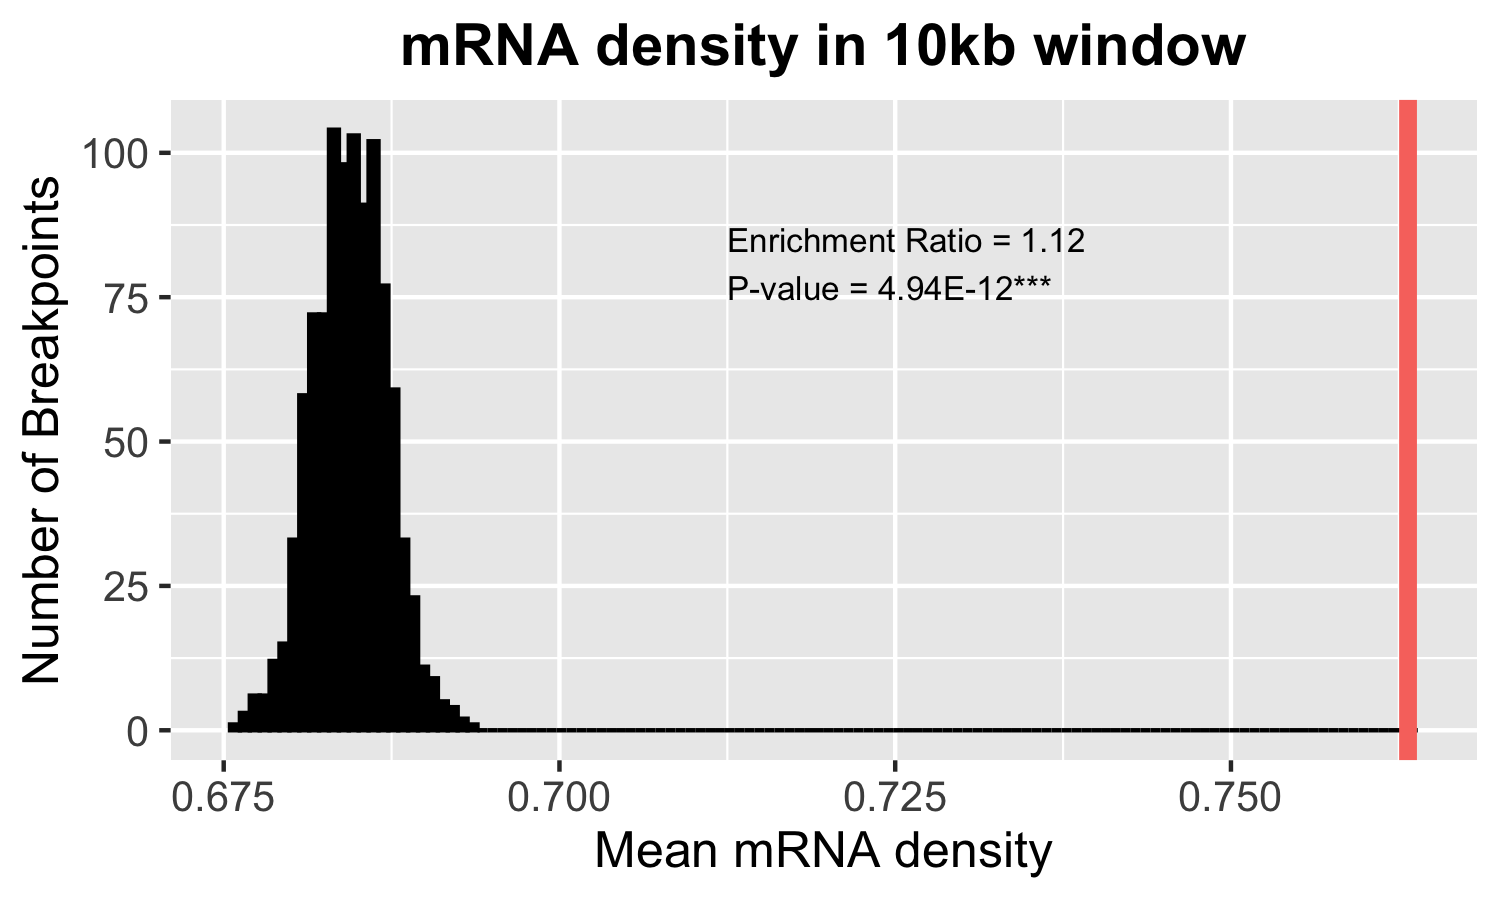 mRNA density in 10kb window
Number of Breakpoints
100
75
50
25
0
Enrichment Ratio = 1.12
P-value = 4.94E-12***
0.675 0.700 0.725 0.750
Mean mRNA density